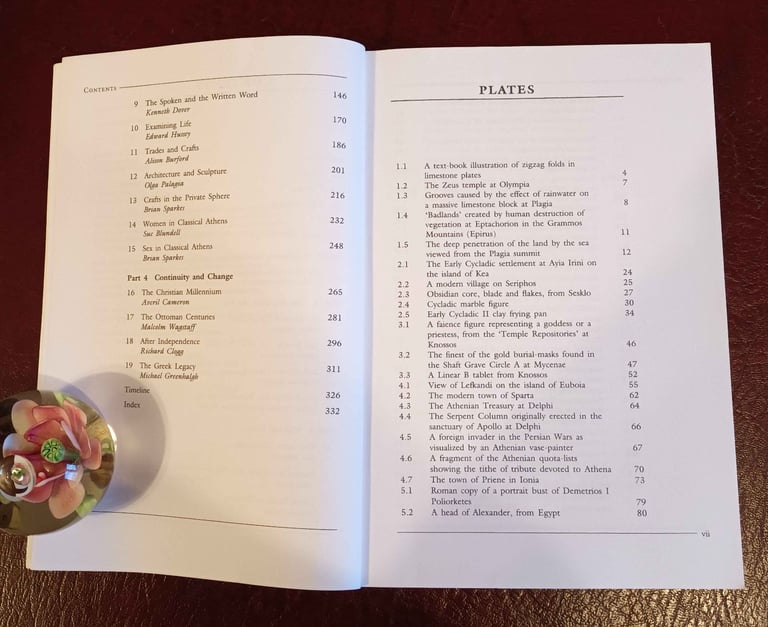 CONTENTS
9 The Spoken and the Written Word 146
Kenneth Dover
10 Examining Life 170
Edward Hussey
11 Trades and Crafts 186
Alison Burford
12 Architecture and Sculpture 201
Olga Palagia
13 Crafts in the Private Sphere 216
Brian Sparkes
14 Women in Classical Athens 232
Sue Blundell
15 Sex in Classical Athens 248
Brian Sparkes
Part 4 Continuity and Change
16 The Christian Millennium 265
Averil Cameron
17 The Ottoman Centuries 281
Malcolm Wagstaff
18 After Independence 296
Richard Clogg
19 The Greek Legacy 311
Michael Greenhalgh
Timeline 326
Index 332
PLATES
1.1 A text-book illustration of zigzag folds in
limestone plates 4
1.2 The Zeus temple at Olympia 7
1.3 Grooves caused by the effect of rainwater on
a massive limestone block at Plagia 8
1.4 'Badlands' created by human destruction of
vegetation at Eptachorion in the Grammos
Mountains (Epirus) 11
1.5 The deep penetration of the land by the sea
viewed from the Plagia summit 12
2.1 The Early Cycladic settlement at Ayia Irini on
the island of Kea 24
2.2 A modern village on Seriphos 25
2.3 Obsidian core, blade and flakes, from Sesklo 27
2.4 Cycladic marble figure 30
2.5 Early Cycladic II clay frying pan 34
3.1 A faience figure representing a goddess or a
priestess, from the 'Temple Repositories' at
Knossos 46
3.2 The finest of the gold burial-masks found in
the Shaft Grave Circle A at Mycenae 47
3.3 A Linear B tablet from Knossos 52
4.1 View of Lefkandi on the island of Euboia 55
4.2 The modern town of Sparta 62
4.3 The Athenian Treasury at Delphi 64
4.4 The Serpent Column originally erected in the
sanctuary of Apollo at Delphi 66
4.5 A foreign invader in the Persian Wars as
visualized by an Athenian vase-painter 67
4.6 A fragment of the Athenian quota-lists
showing the tithe of tribute devoted to Athena 70
4.7 The town of Priene in Ionia 73
5.1 Roman copy of a portrait bust of Demetrios I
Poliorketes 79
5.2 A head of Alexander, from Egypt 80
vii